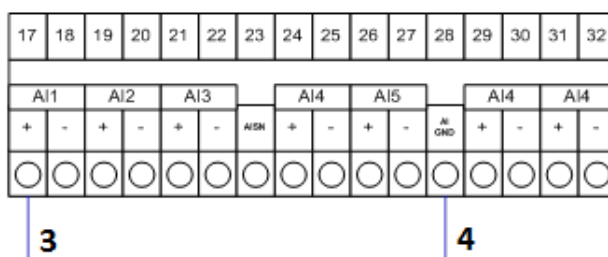 17 18 19 20 21 22 23 24 25 26 27 28 29 30 31 32
AI1 AI2 AI3 AI4 AI5 AI4 AI4
+ - + - + - AISN + - + - AI GND + - + -
3 4